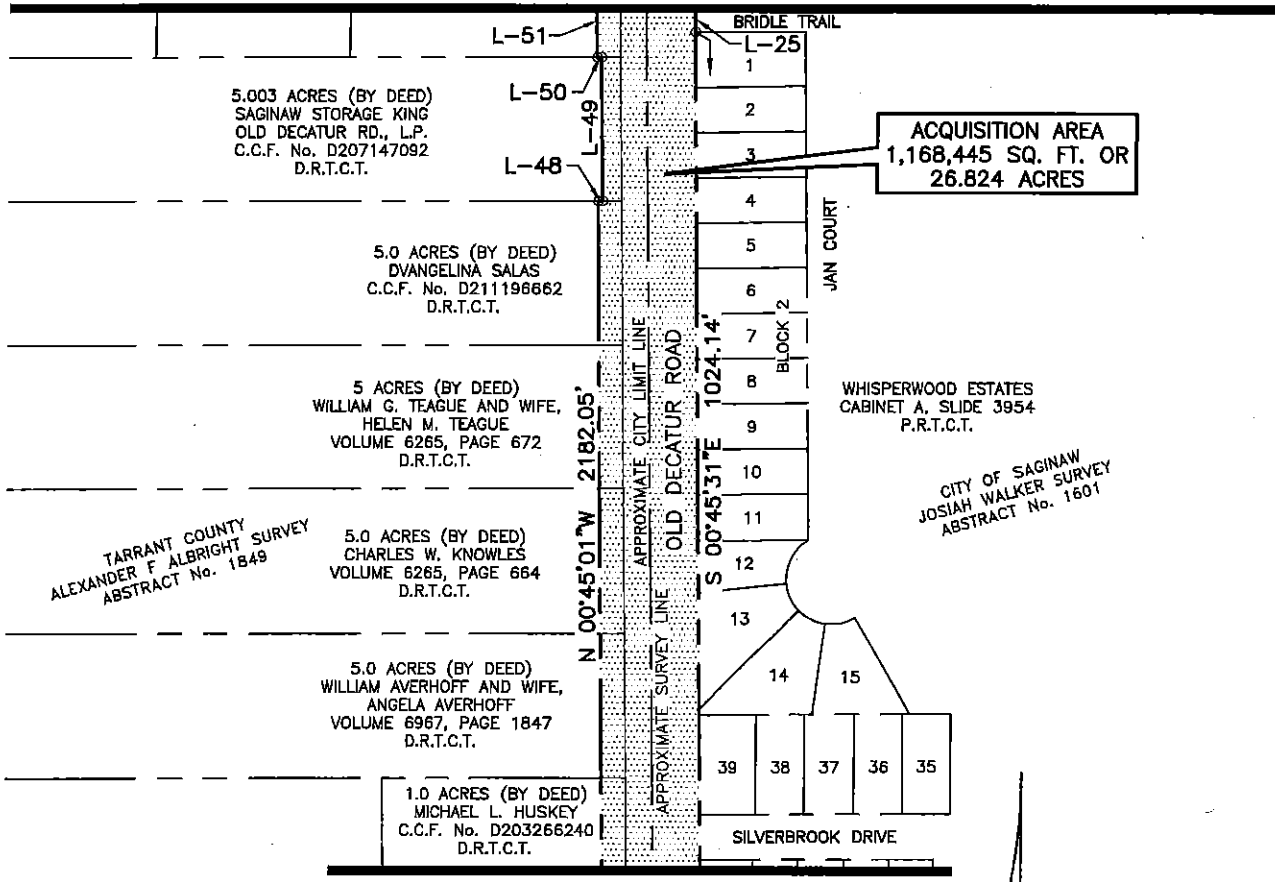 BRIDLE TRAIL
L-51
L-25
L-50
L-49
L-48
5.003 ACRES (BY DEED)
SAGINAW STORAGE KING
OLD DECATUR RD., L.P.
C.C.F. No. D207147092
D.R.T.C.T.
ACQUISITION AREA
1,168,445 SQ. FT. OR
26.824 ACRES
1
2
3
4
5
6
7
8
9
10
11
12
13
14
15
39
38
37
36
35
JAN COURT
BLOCK 2
5.0 ACRES (BY DEED)
DVANGELINA SALAS
C.C.F. No. D211196662
D.R.T.C.T.
5 ACRES (BY DEED)
WILLIAM G. TEAGUE AND WIFE,
HELEN M. TEAGUE
VOLUME 6265, PAGE 672
D.R.T.C.T.
WHISPERWOOD ESTATES
CABINET A, SLIDE 3954
P.R.T.C.T.
CITY OF SAGINAW
JOSIAH WALKER SURVEY
ABSTRACT No. 1601
TARRANT COUNTY
ALEXANDER F ALBRIGHT SURVEY
ABSTRACT No. 1849
5.0 ACRES (BY DEED)
CHARLES W. KNOWLES
VOLUME 6265, PAGE 664
D.R.T.C.T.
N 00°45'01"W 2182.05'
APPROXIMATE CITY LIMIT LINE
APPROXIMATE SURVEY LINE
OLD DECATUR ROAD
S 00°45'31"E 1024.14'
5.0 ACRES (BY DEED)
WILLIAM AVERHOFF AND WIFE,
ANGELA AVERHOFF
VOLUME 6967, PAGE 1847
D.R.T.C.T.
1.0 ACRES (BY DEED)
MICHAEL L. HUSKEY
C.C.F. No. D203266240
D.R.T.C.T.
SILVERBROOK DRIVE